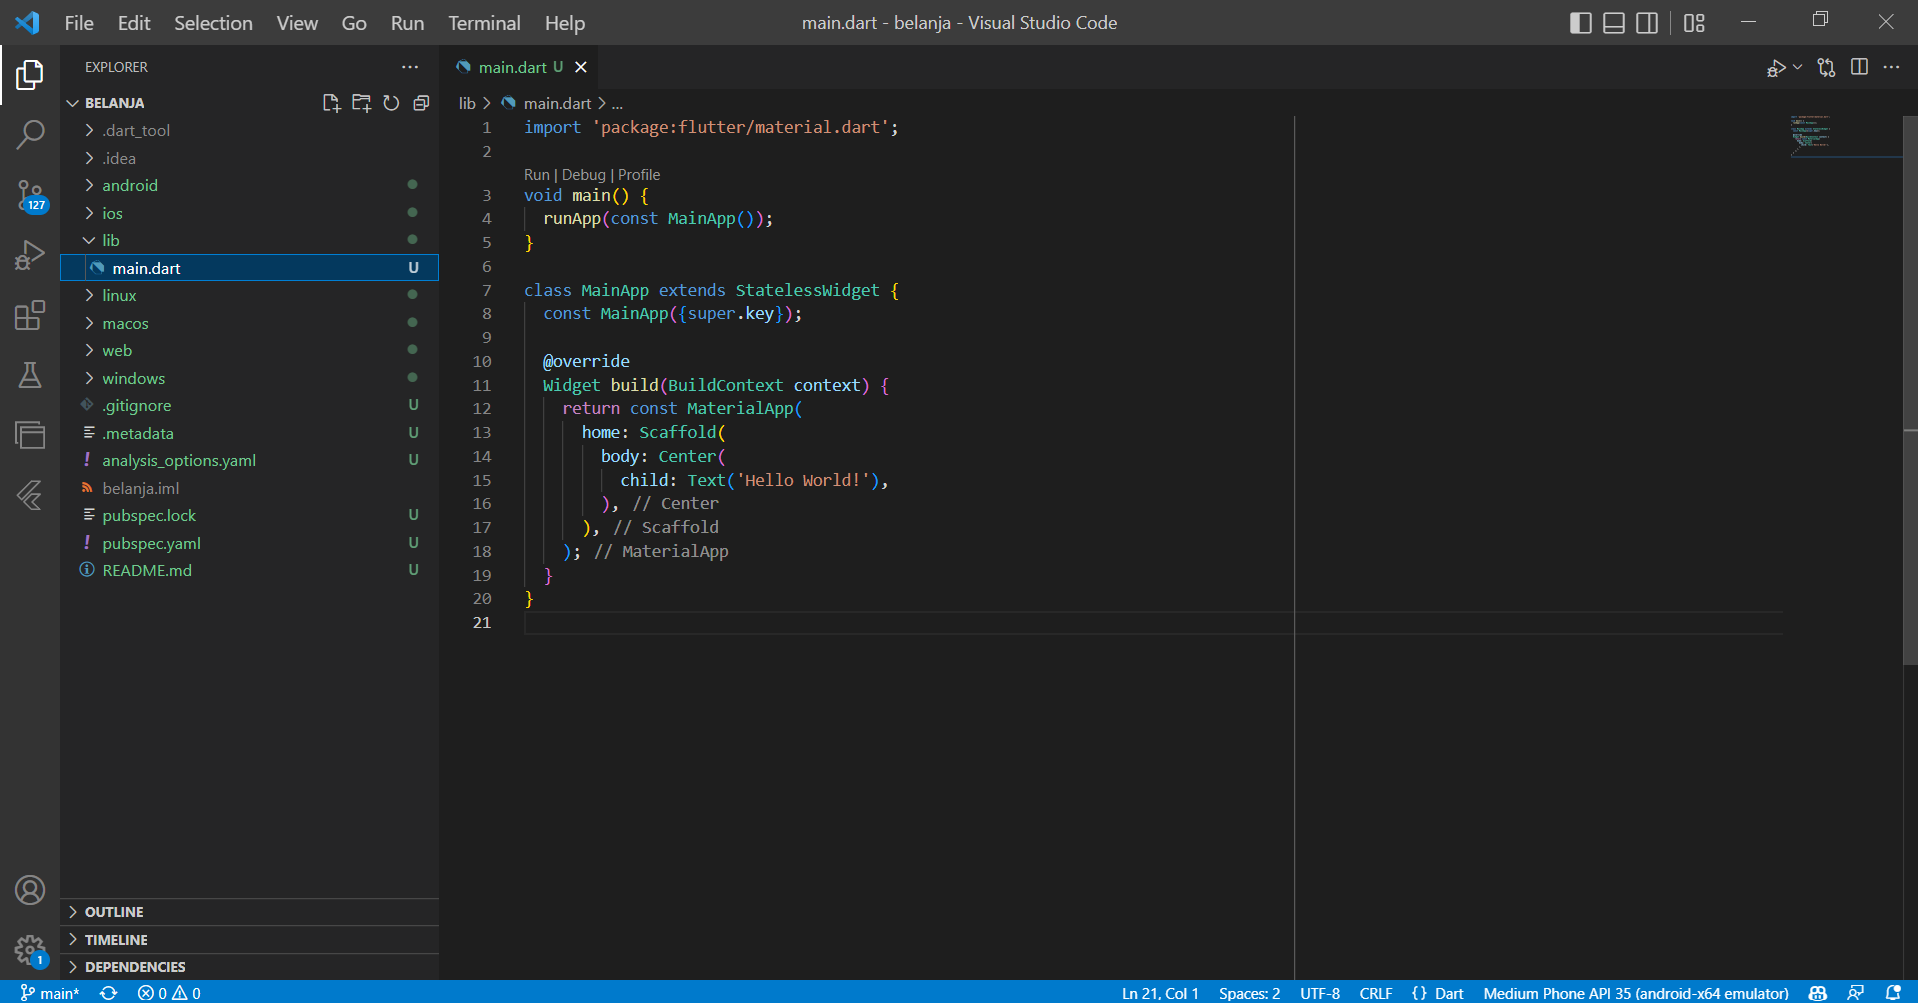 File Edit Selection View Go Run Terminal Help
main.dart - belanja - Visual Studio Code
EXPLORER
BELANJA
.dart_tool
.idea
android
ios
lib
main.dart U
linux
macos
web
windows
.gitignore U
.metadata U
analysis_options.yaml U
belanja.iml
pubspec.lock U
pubspec.yaml U
README.md U
OUTLINE
TIMELINE
DEPENDENCIES
127
1
main.dart U
lib > main.dart > ...
1 import 'package:flutter/material.dart';
2
Run | Debug | Profile
3 void main() {
4 runApp(const MainApp());
5 }
6
7 class MainApp extends StatelessWidget {
8 const MainApp({super.key});
9
10 @override
11 Widget build(BuildContext context) {
12 return const MaterialApp(
13 home: Scaffold(
14 body: Center(
15 child: Text('Hello World!'),
16 ), // Center
17 ), // Scaffold
18 ); // MaterialApp
19 }
20 }
21
main* 0 0 Ln 21, Col 1 Spaces: 2 UTF-8 CRLF {} Dart Medium Phone API 35 (android-x64 emulator)